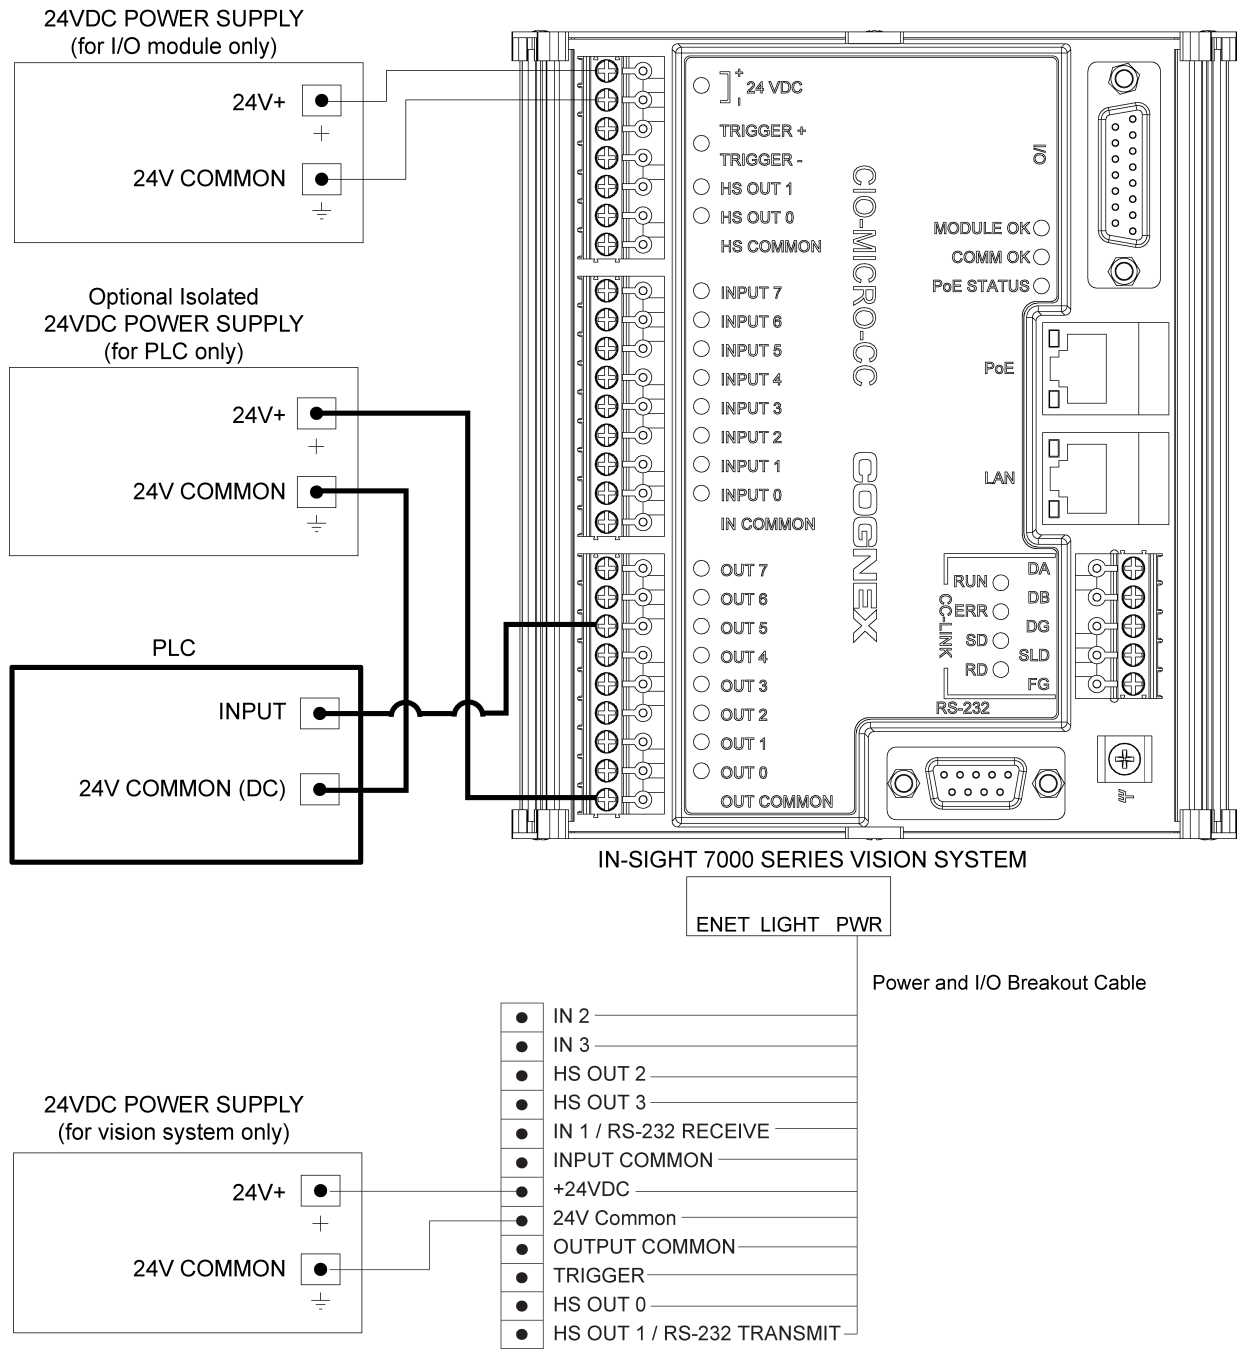 24VDC POWER SUPPLY
(for I/O module only)
24V+
+
24V COMMON
Optional Isolated
24VDC POWER SUPPLY
(for PLC only)
24V+
+
24V COMMON
PLC
INPUT
24V COMMON (DC)
+
24 VDC
-
TRIGGER +
TRIGGER -
HS OUT 1
HS OUT 0
HS COMMON
INPUT 7
INPUT 6
INPUT 5
INPUT 4
INPUT 3
INPUT 2
INPUT 1
INPUT 0
IN COMMON
OUT 7
OUT 6
OUT 5
OUT 4
OUT 3
OUT 2
OUT 1
OUT 0
OUT COMMON
CIO-MICRO-CC
COGNEX
I/O
MODULE OK
COMM OK
PoE STATUS
PoE
LAN
CC-LINK
RUN
ERR
SD
RD
DA
DB
DG
SLD
FG
RS-232
IN-SIGHT 7000 SERIES VISION SYSTEM
ENET LIGHT PWR
Power and I/O Breakout Cable
IN 2
IN 3
HS OUT 2
HS OUT 3
IN 1 / RS-232 RECEIVE
INPUT COMMON
+24VDC
24V Common
OUTPUT COMMON
TRIGGER
HS OUT 0
HS OUT 1 / RS-232 TRANSMIT
24VDC POWER SUPPLY
(for vision system only)
24V+
+
24V COMMON